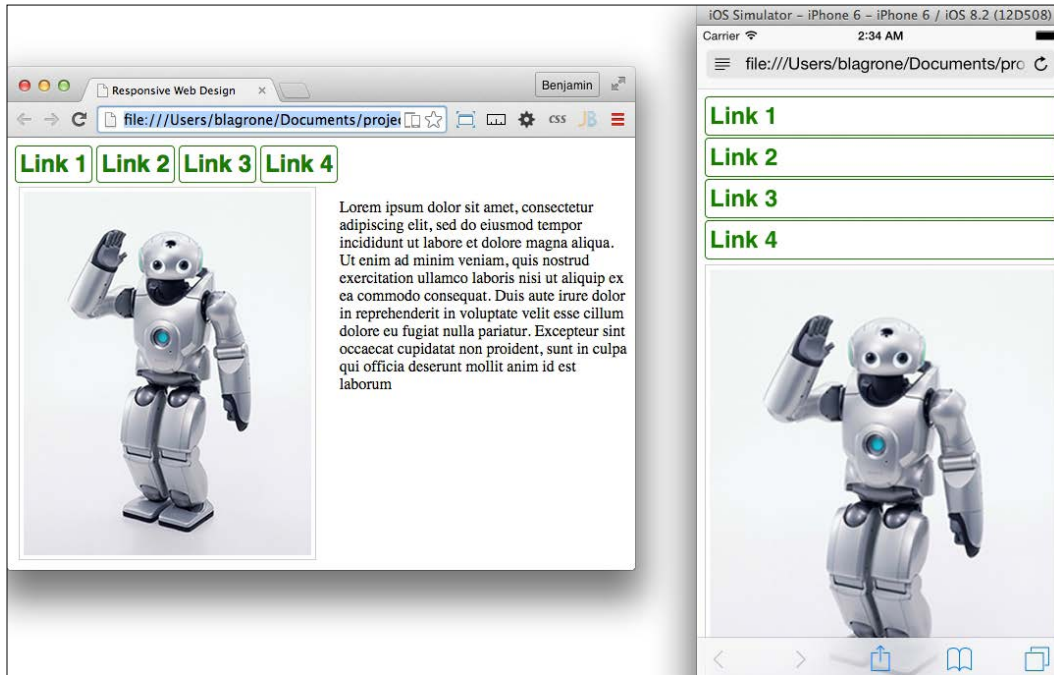 Responsive Web Design
Benjamin
file:///Users/blagrone/Documents/projec
css JB
Link 1 Link 2 Link 3 Link 4
Lorem ipsum dolor sit amet, consectetur
adipiscing elit, sed do eiusmod tempor
incididunt ut labore et dolore magna aliqua.
Ut enim ad minim veniam, quis nostrud
exercitation ullamco laboris nisi ut aliquip ex
ea commodo consequat. Duis aute irure dolor
in reprehenderit in voluptate velit esse cillum
dolore eu fugiat nulla pariatur. Excepteur sint
occaecat cupidatat non proident, sunt in culpa
qui officia deserunt mollit anim id est
laborum
iOS Simulator – iPhone 6 – iPhone 6 / iOS 8.2 (12D508)
Carrier 2:34 AM
file:///Users/blagrone/Documents/pro
Link 1
Link 2
Link 3
Link 4